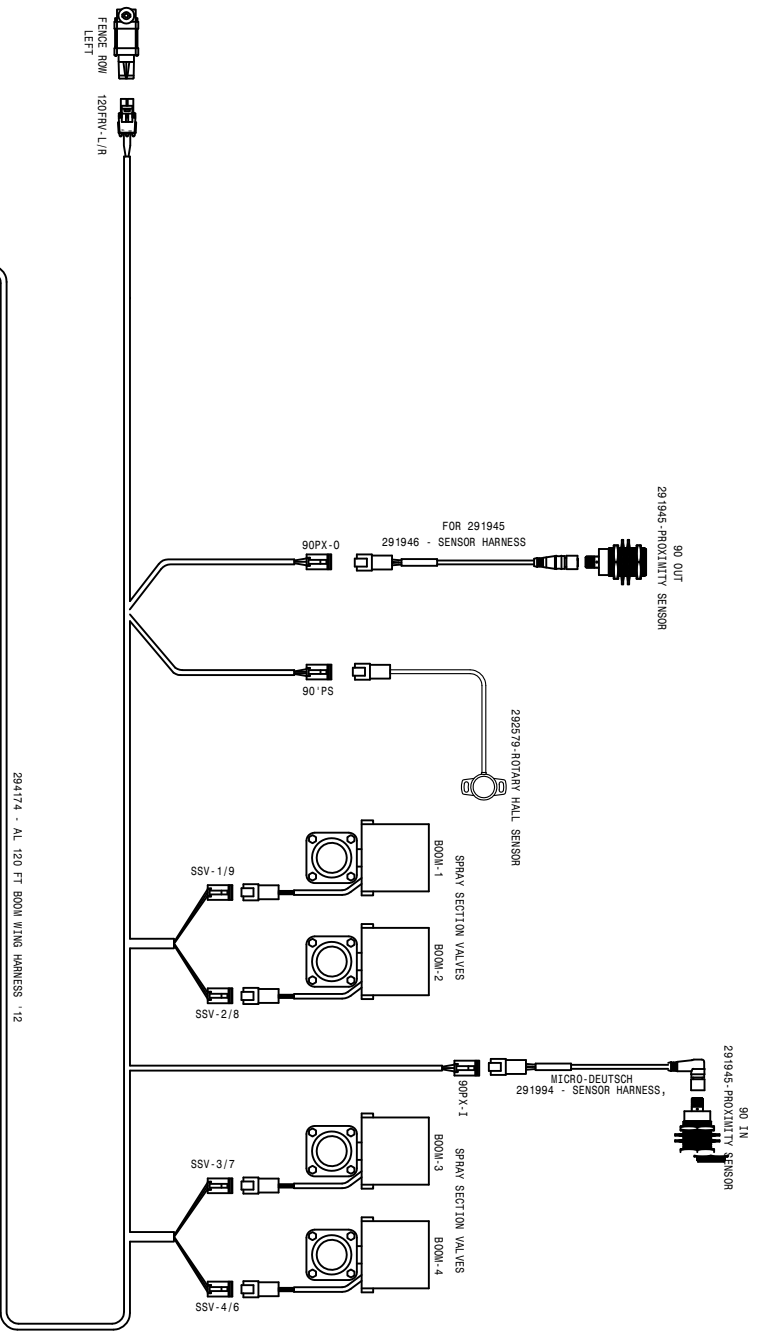 FENCE ROW
LEFT
120FRV-L/R
90 OUT
291945-PROXIMITY SENSOR
FOR 291945
291946 - SENSOR HARNESS
90PX-O
90'PS
292579-ROTARY HALL SENSOR
SPRAY SECTION VALVES
BOOM-1
BOOM-2
SSV-1/9
SSV-2/8
90 IN
291945-PROXIMITY SENSOR
MICRO-DEUTSCH
291994 - SENSOR HARNESS,
90PX-I
SPRAY SECTION VALVES
BOOM-3
BOOM-4
SSV-3/7
SSV-4/6
294174 - AL 120 FT BOOM WING HARNESS '12